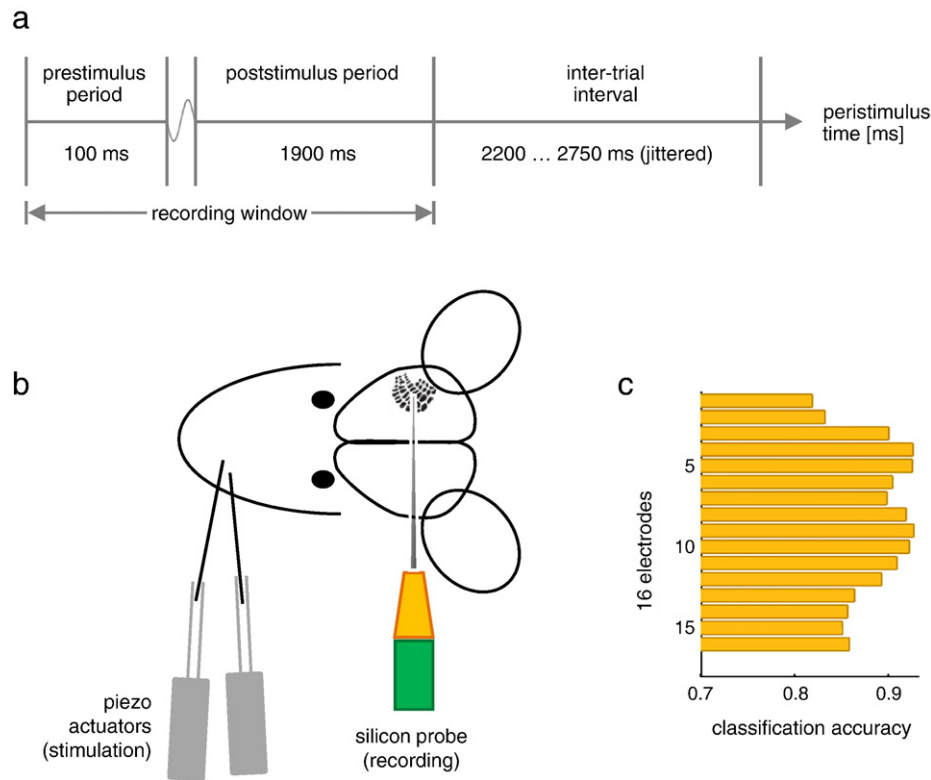 a
prestimulus
period
poststimulus period
inter-trial
interval
100 ms
1900 ms
2200 … 2750 ms (jittered)
peristimulus
time [ms]
recording window
b
piezo
actuators
(stimulation)
silicon probe
(recording)
c
16 electrodes
5
10
15
0.7
0.8
0.9
classification accuracy